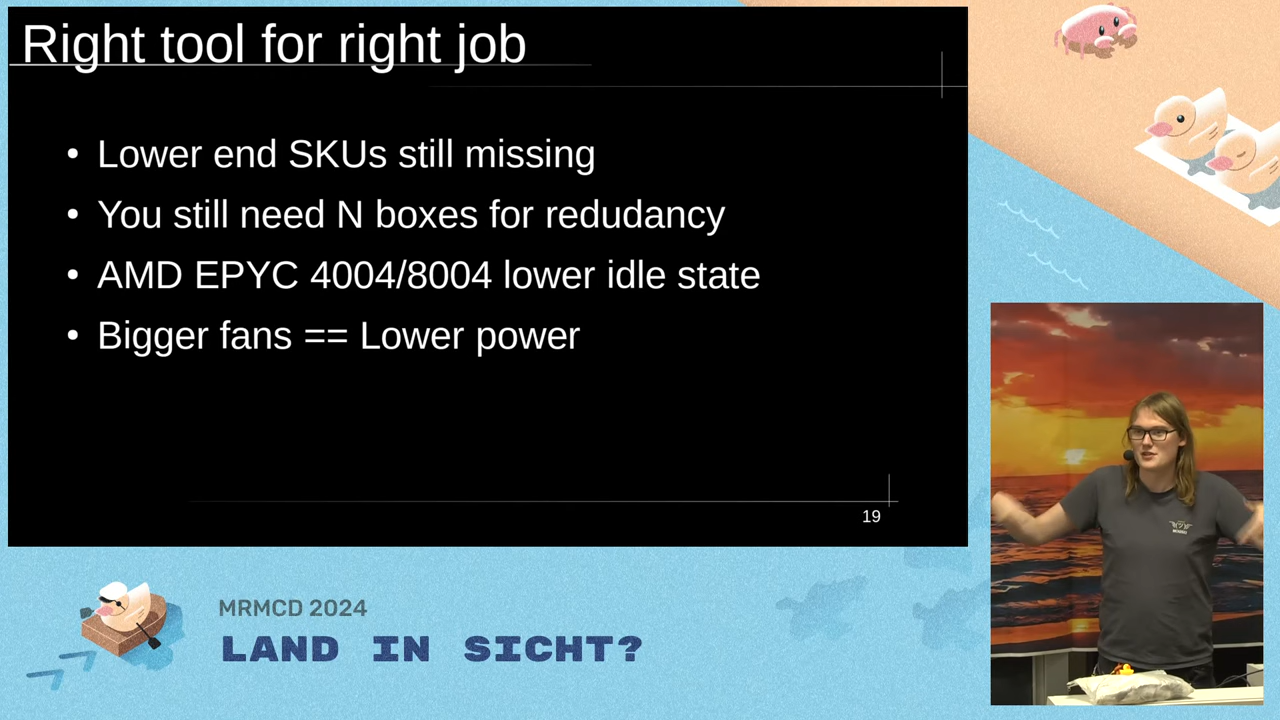 Right tool for right job
• Lower end SKUs still missing
• You still need N boxes for redudancy
• AMD EPYC 4004/8004 lower idle state
• Bigger fans == Lower power
19
MRMCD 2024
LAND IN SICHT?